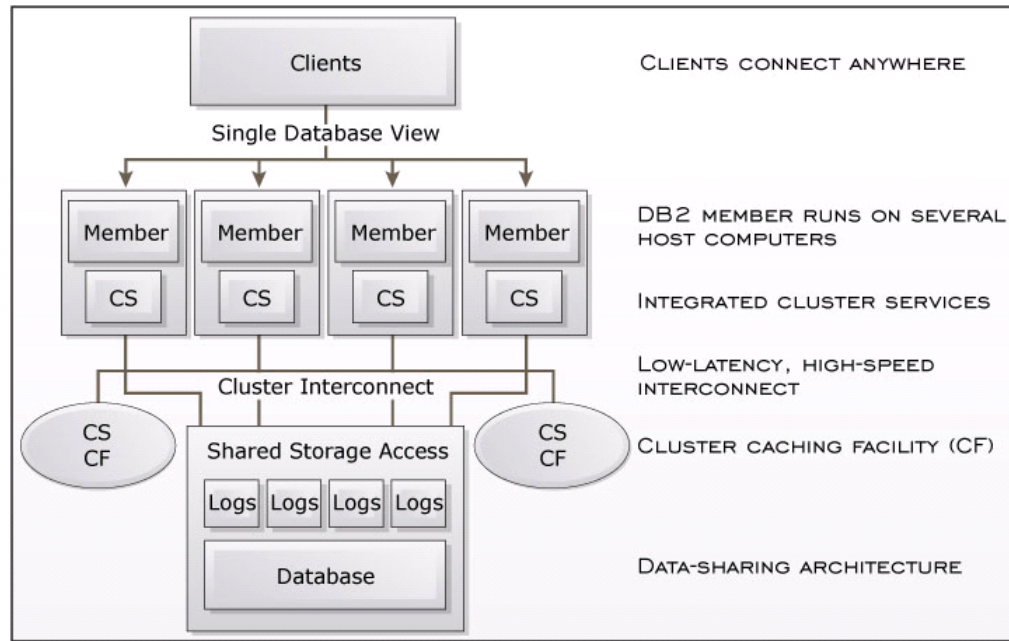 Clients
CLIENTS CONNECT ANYWHERE
Single Database View
Member
Member
Member
Member
DB2 MEMBER RUNS ON SEVERAL
HOST COMPUTERS
CS
CS
CS
CS
INTEGRATED CLUSTER SERVICES
LOW-LATENCY, HIGH-SPEED
INTERCONNECT
Cluster Interconnect
CS
CF
Shared Storage Access
CS
CF
CLUSTER CACHING FACILITY (CF)
Logs
Logs
Logs
Logs
Database
DATA-SHARING ARCHITECTURE